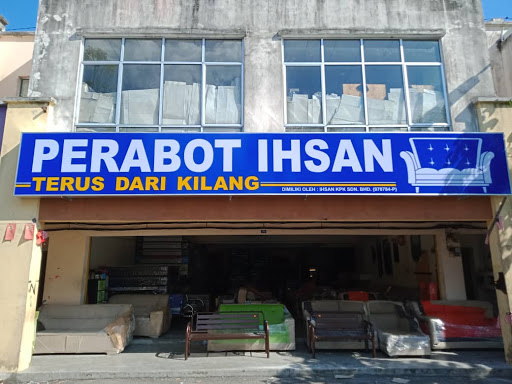 PERABOT IHSAN
TERUS DARI KILANG
DIMILIKI OLEH : IHSAN KPK SDN. BHD. (979784-P)